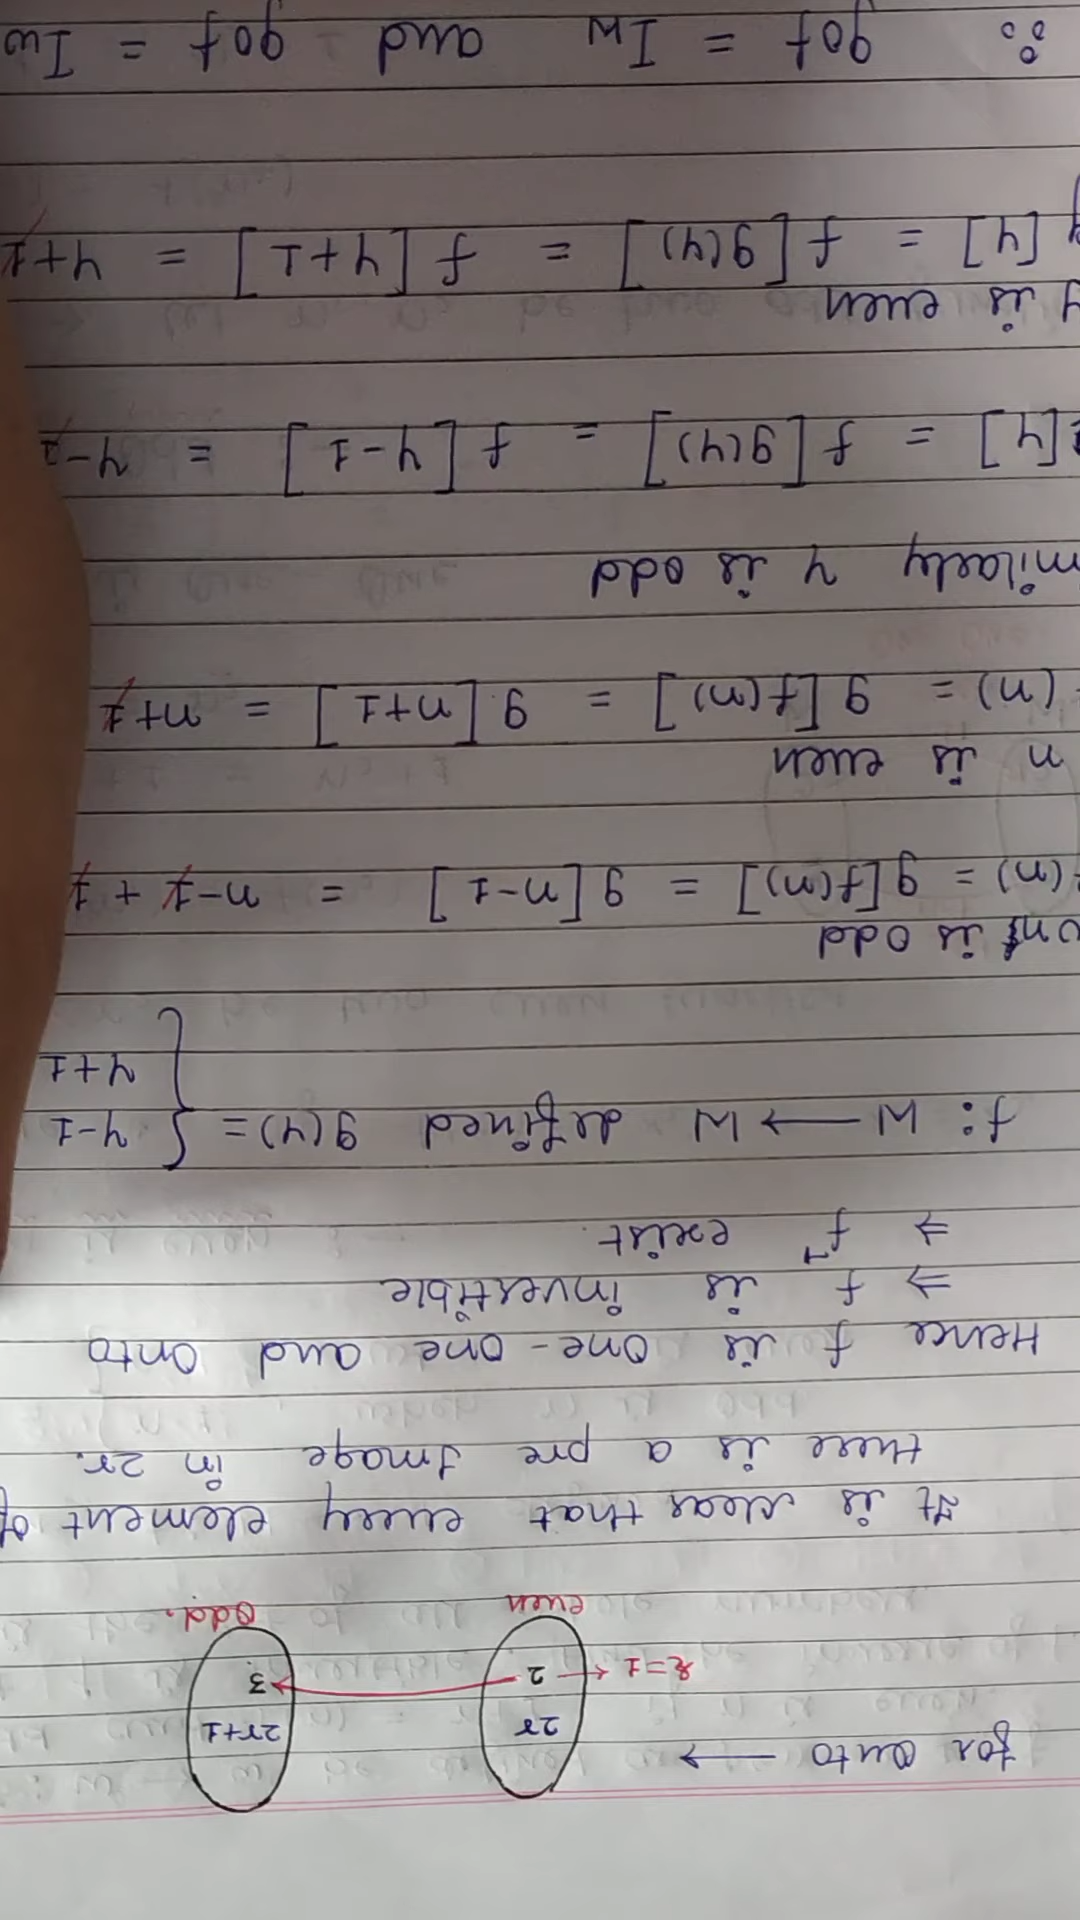 for onto →
2r 2r+1
r=1 → 2 3
even odd.
It is clear that every element of
there is a pre Image in 2r.
Hence f is one-one and onto
⇒ f is invertible
⇒ f⁻¹ exist.
f: W → W defined g(y) = { y-1
y+1
is odd
(n) = g[f(n)] = g[n-1] = n-1 + 1
n is even
(n) = g[f(n)] = g[n+1] = n+1
milarly y is odd
[y] = f[g(y)] = f[y-1] = y-1
y is even
[y] = f[g(y)] = f[y+1] = y+1
∴ gof = Iw and gof = Iw